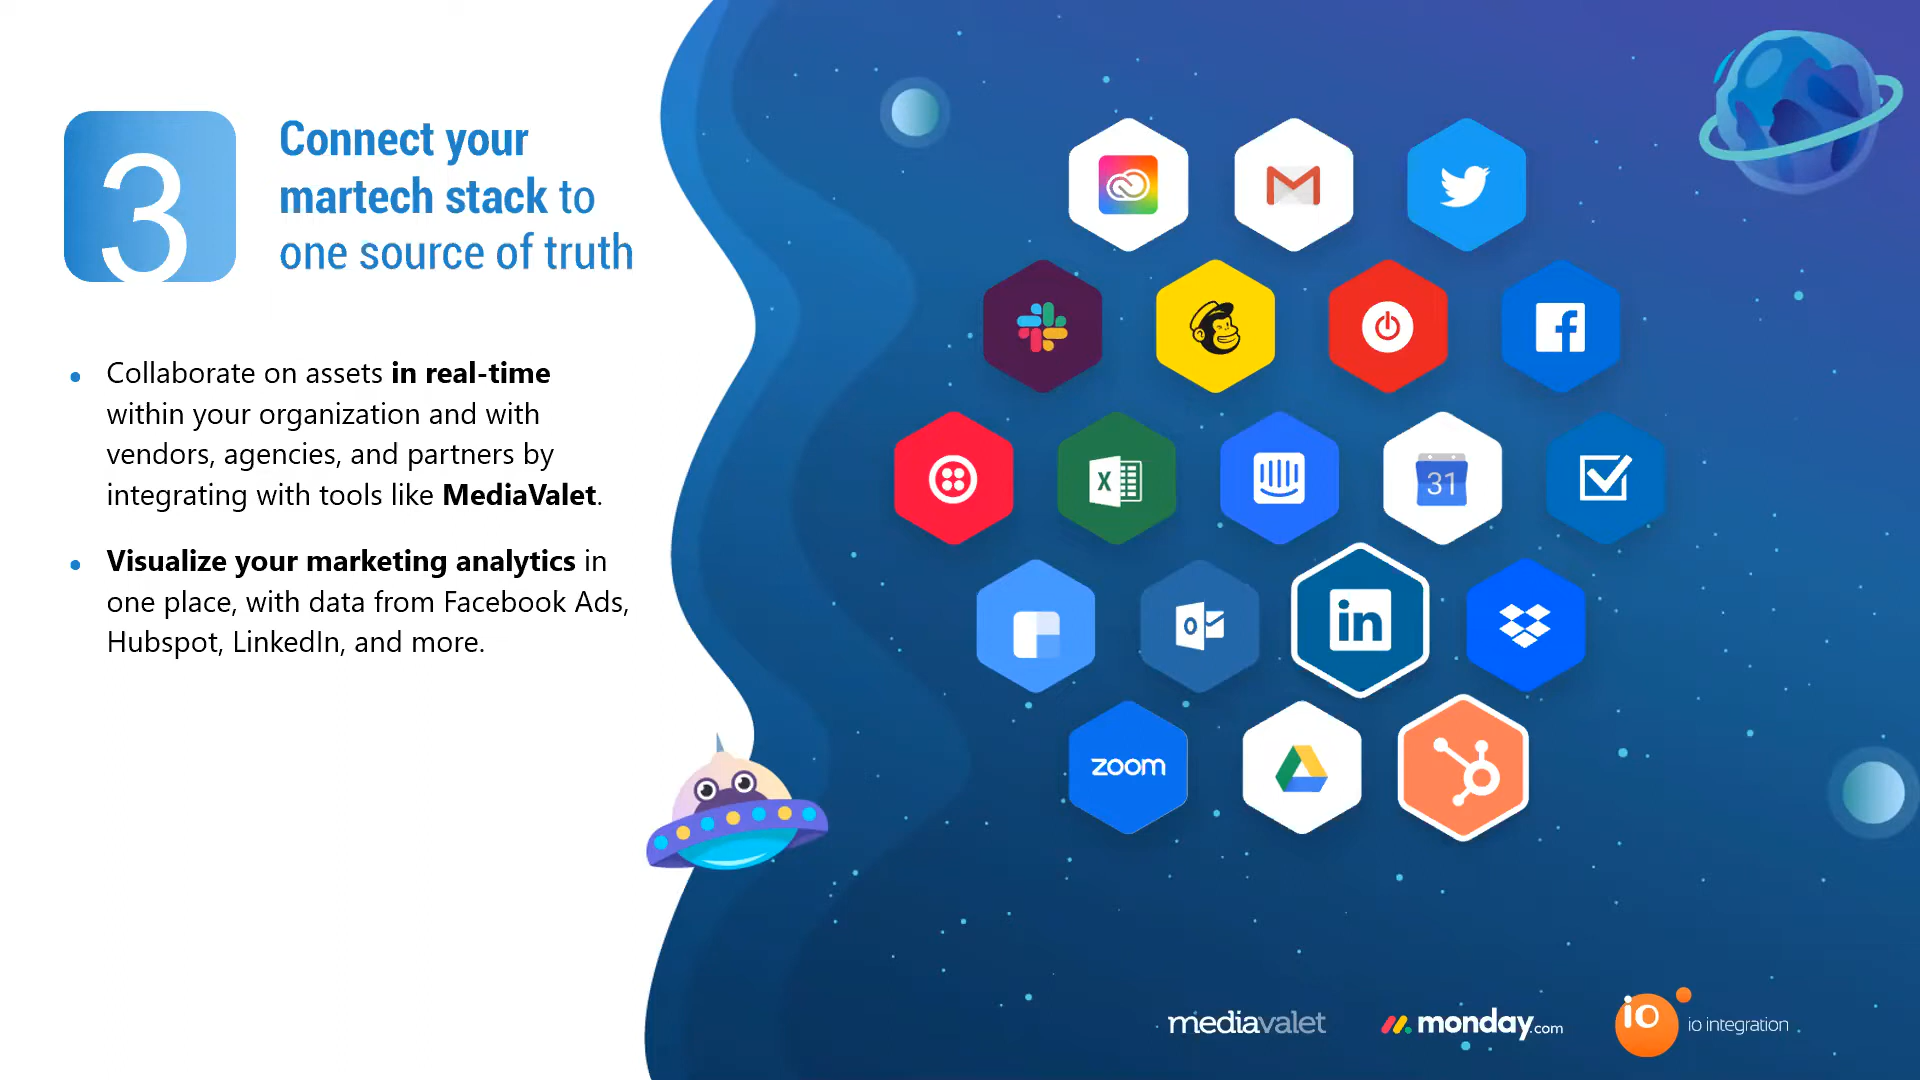 3
Connect your
martech stack to
one source of truth
Collaborate on assets in real-time
within your organization and with
vendors, agencies, and partners by
integrating with tools like MediaValet.
Visualize your marketing analytics in
one place, with data from Facebook Ads,
Hubspot, LinkedIn, and more.
f
X
31
O
in
zoom
mediavalet
monday.com
io
io integration